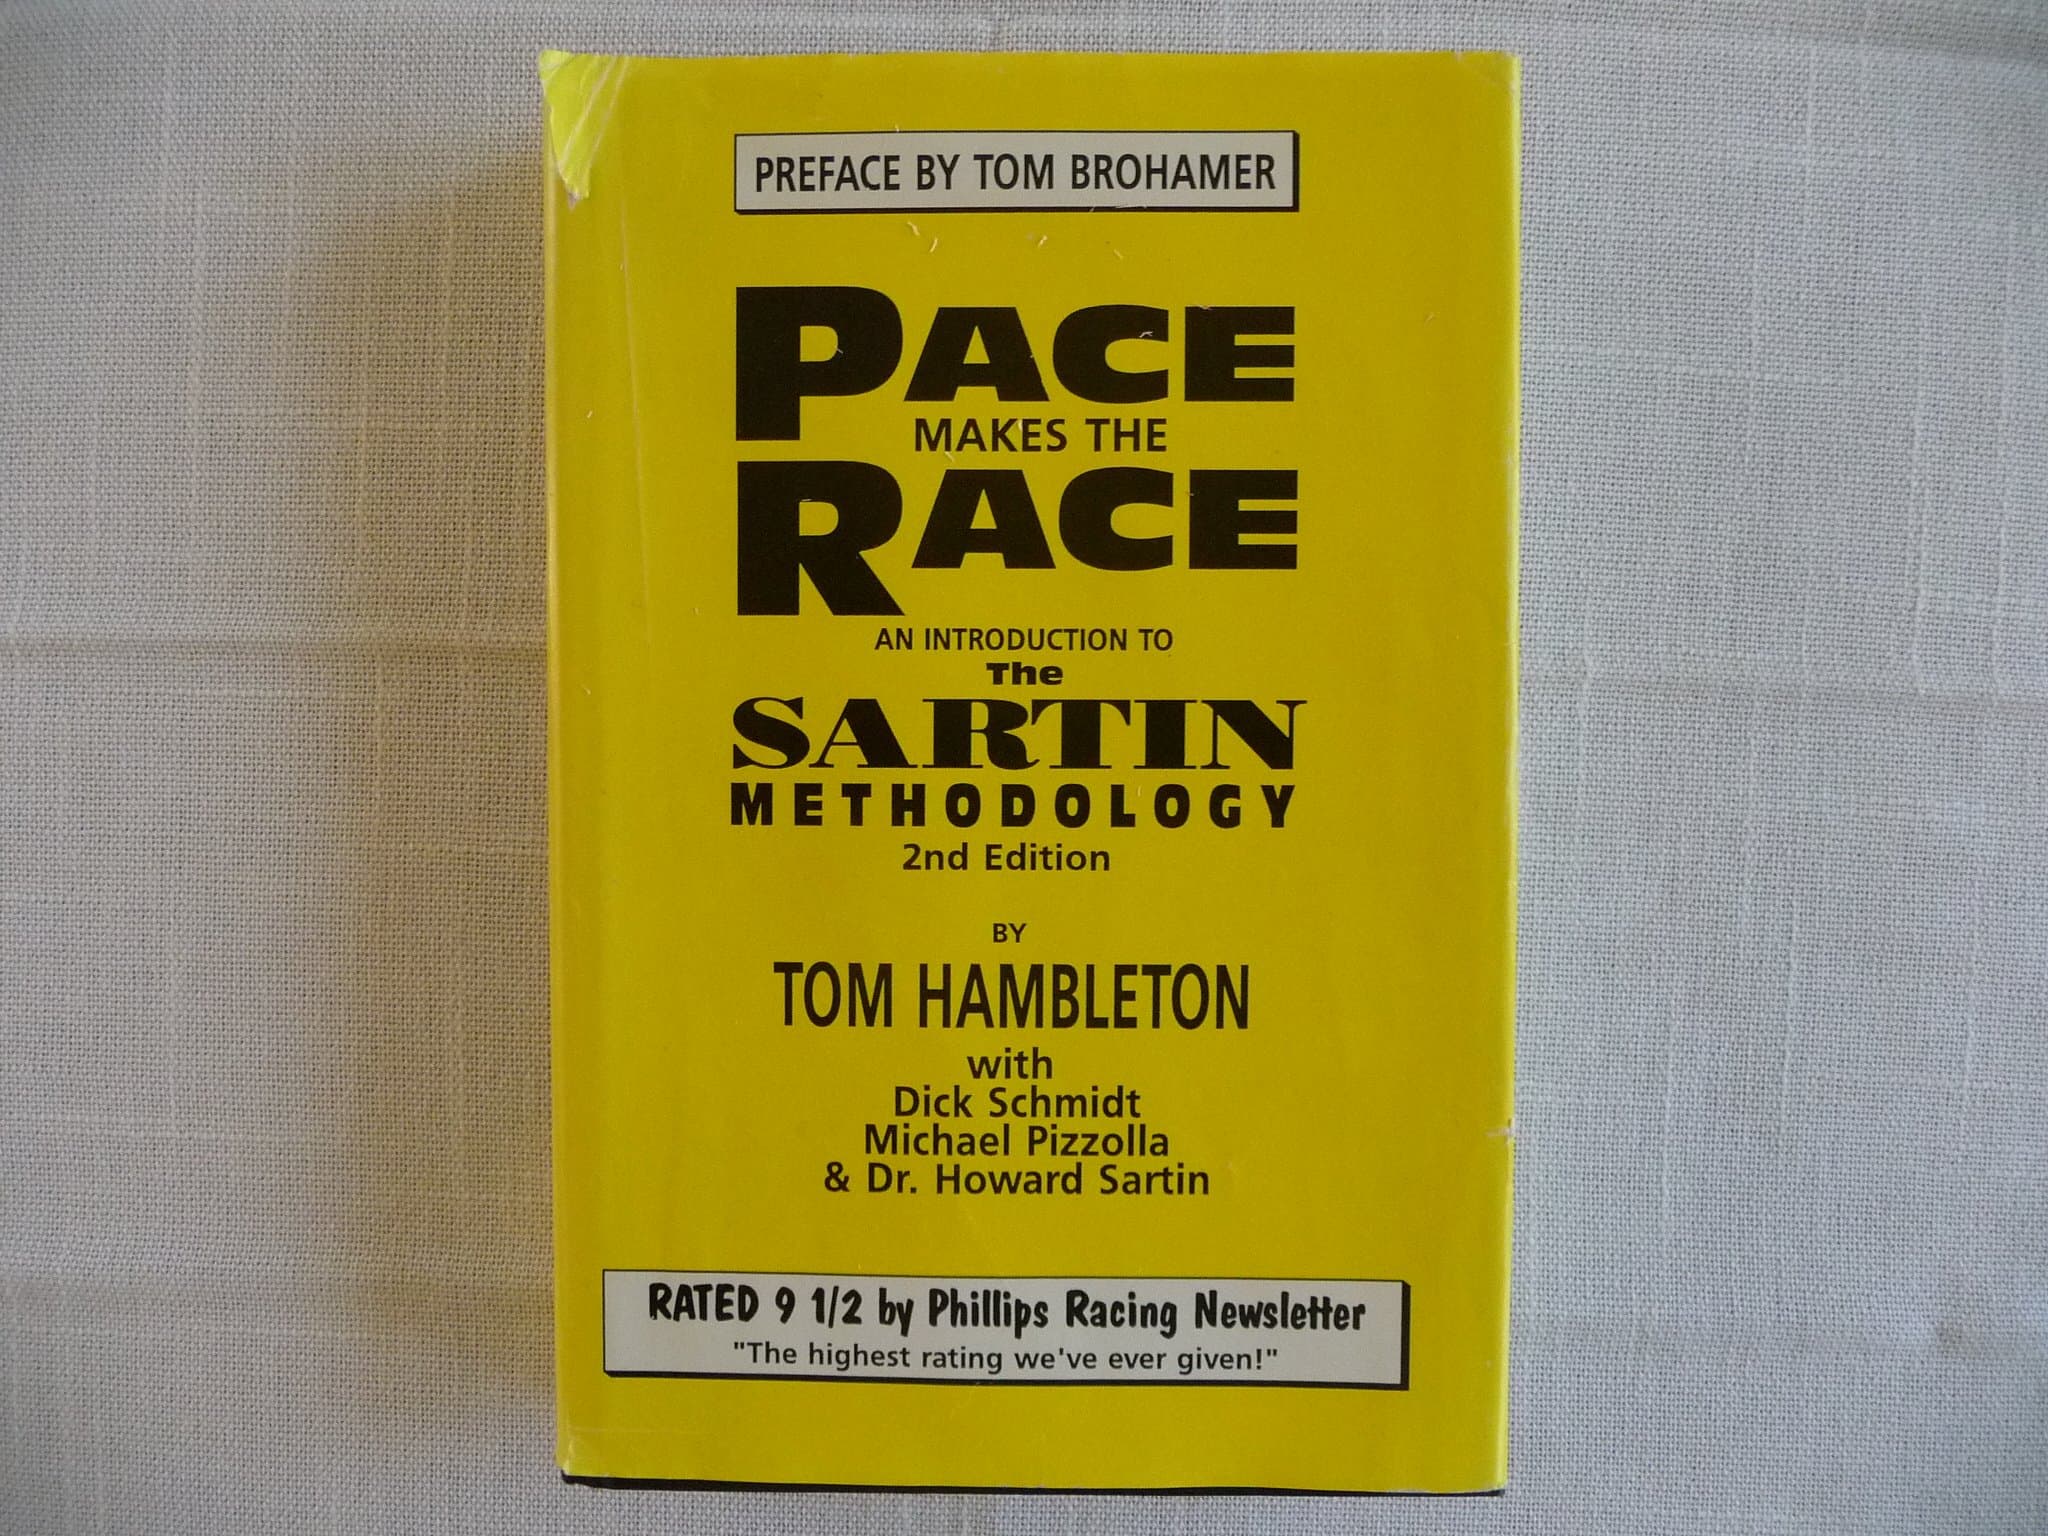 PREFACE BY TOM BROHAMER
PACE
MAKES THE
RACE
AN INTRODUCTION TO
The
SARTIN
METHODOLOGY
2nd Edition
BY
TOM HAMBLETON
with
Dick Schmidt
Michael Pizzolla
& Dr. Howard Sartin
RATED 9 1/2 by Phillips Racing Newsletter
"The highest rating we've ever given!"